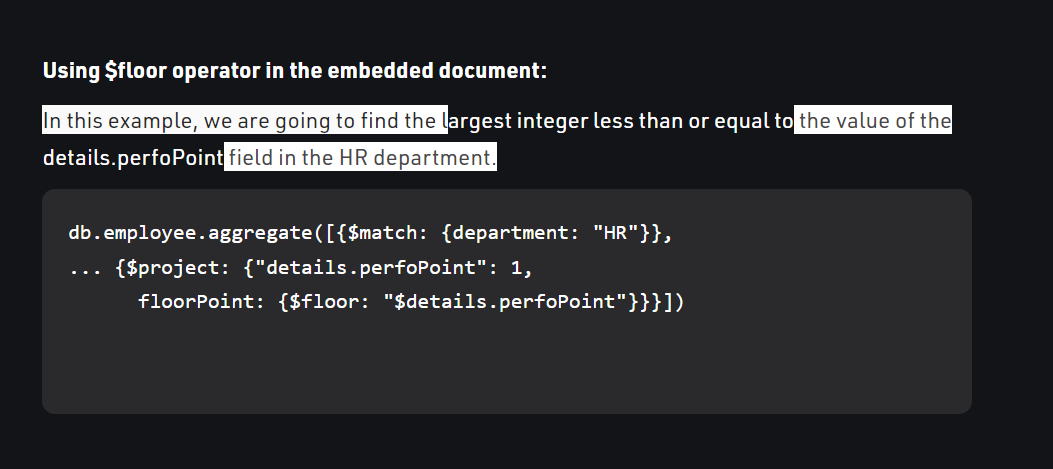 Using $floor operator in the embedded document:
In this example, we are going to find the largest integer less than or equal to the value of the
details.perfoPoint field in the HR department.
db.employee.aggregate([{$match: {department: "HR"}},
... {$project: {"details.perfoPoint": 1,
floorPoint: {$floor: "$details.perfoPoint"}}}])